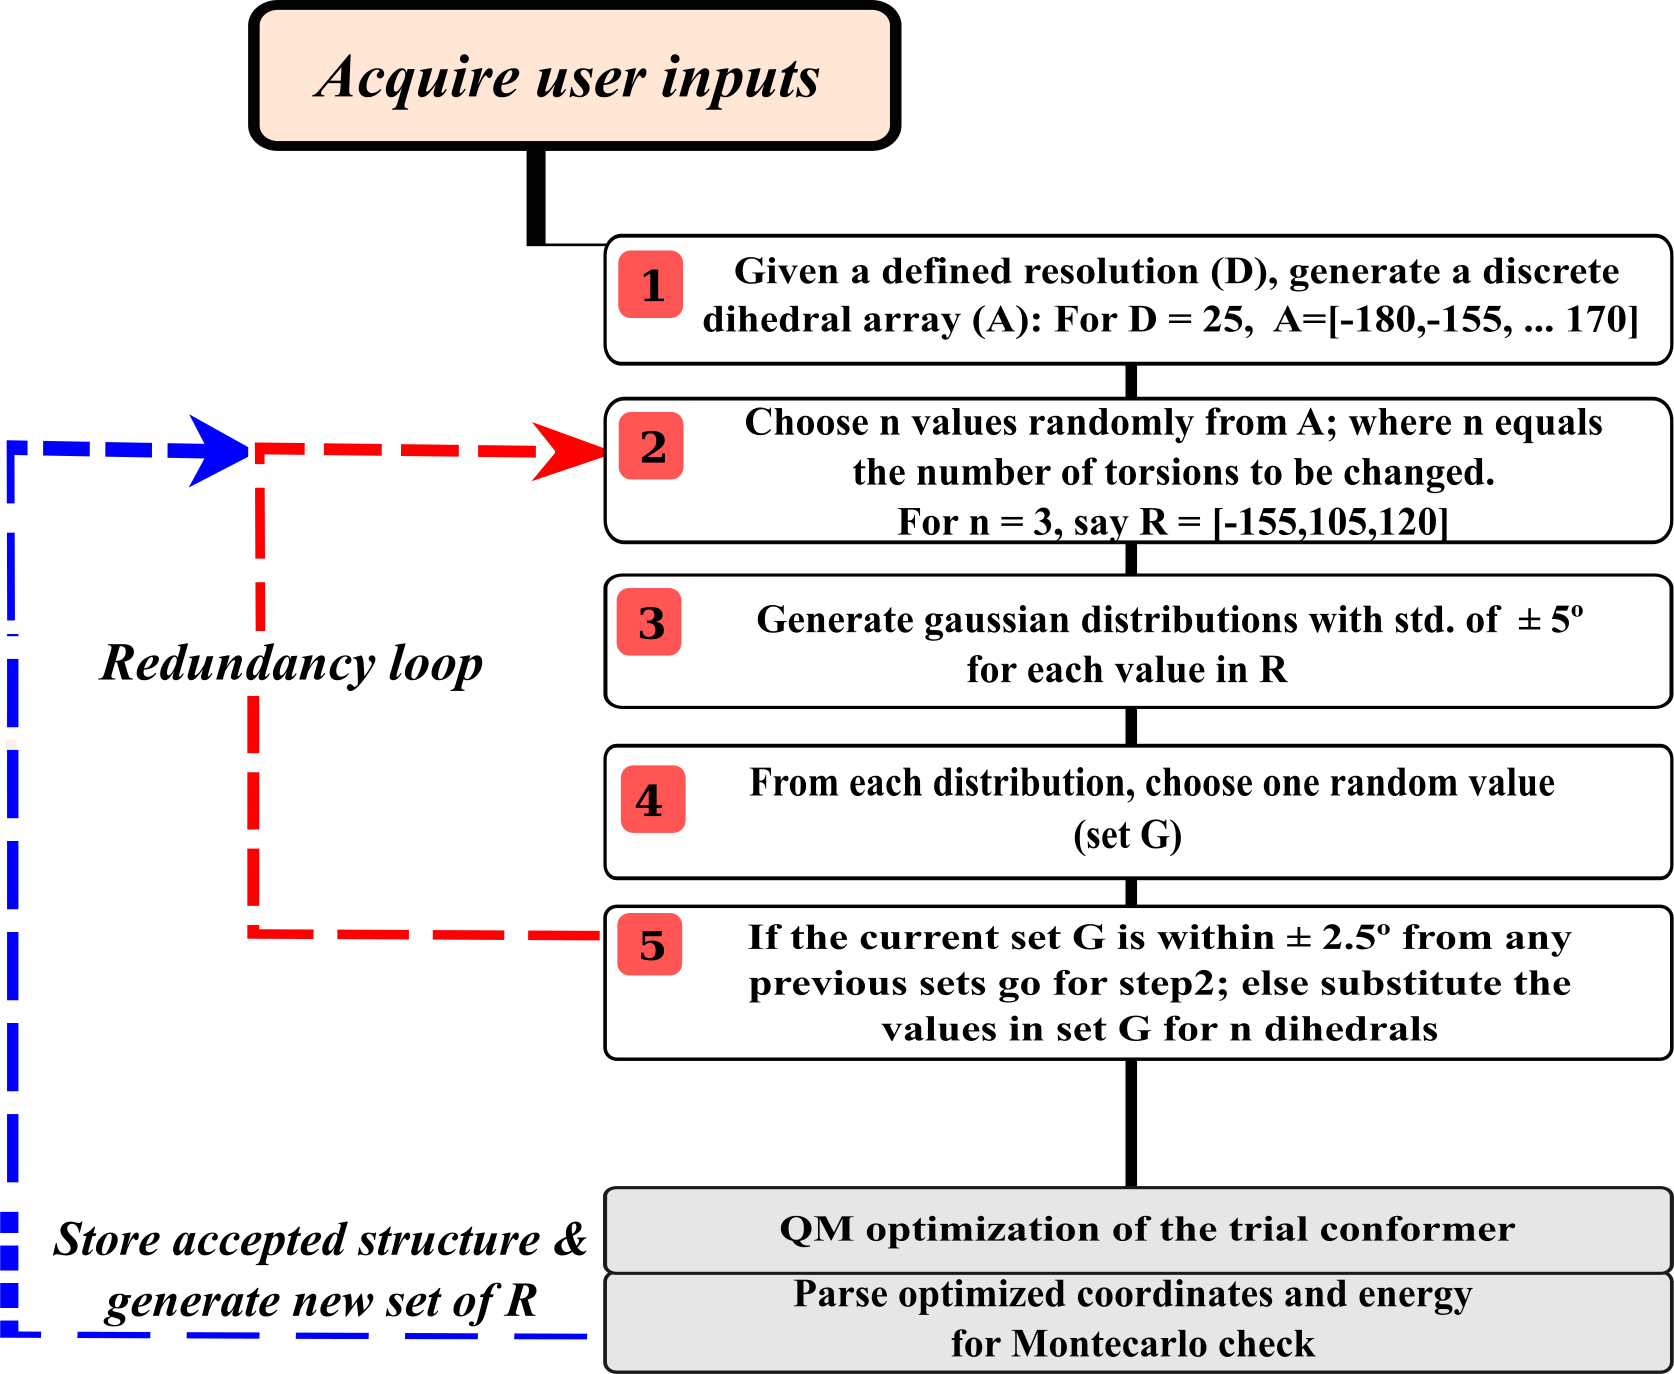 Acquire user inputs
1
Given a defined resolution (D), generate a discrete
dihedral array (A): For D = 25, A=[-180,-155, ... 170]
2
Choose n values randomly from A; where n equals
the number of torsions to be changed.
For n = 3, say R = [-155,105,120]
3
Generate gaussian distributions with std. of ± 5º
for each value in R
Redundancy loop
4
From each distribution, choose one random value
(set G)
5
If the current set G is within ± 2.5º from any
previous sets go for step2; else substitute the
values in set G for n dihedrals
QM optimization of the trial conformer
Parse optimized coordinates and energy
for Montecarlo check
Store accepted structure &
generate new set of R